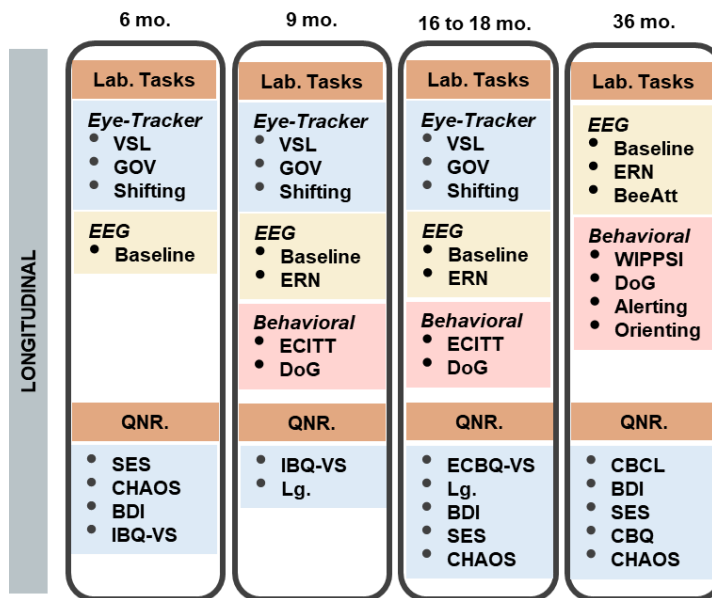 6 mo.
9 mo.
16 to 18 mo.
36 mo.
LONGITUDINAL
Lab. Tasks
Eye-Tracker
VSL
GOV
Shifting
EEG
Baseline
QNR.
SES
CHAOS
BDI
IBQ-VS
Lab. Tasks
Eye-Tracker
VSL
GOV
Shifting
EEG
Baseline
ERN
Behavioral
ECITT
DoG
QNR.
IBQ-VS
Lg.
Lab. Tasks
Eye-Tracker
VSL
GOV
Shifting
EEG
Baseline
ERN
Behavioral
ECITT
DoG
QNR.
ECBQ-VS
Lg.
BDI
SES
CHAOS
Lab. Tasks
EEG
Baseline
ERN
BeeAtt
Behavioral
WIPPSI
DoG
Alerting
Orienting
QNR.
CBCL
BDI
SES
CBQ
CHAOS